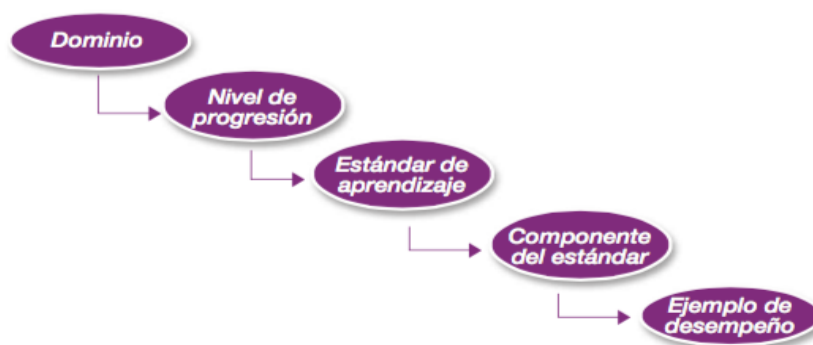 Dominio
Nivel de
progresión
Estándar de
aprendizaje
Componente
del estándar
Ejemplo de
desempeño